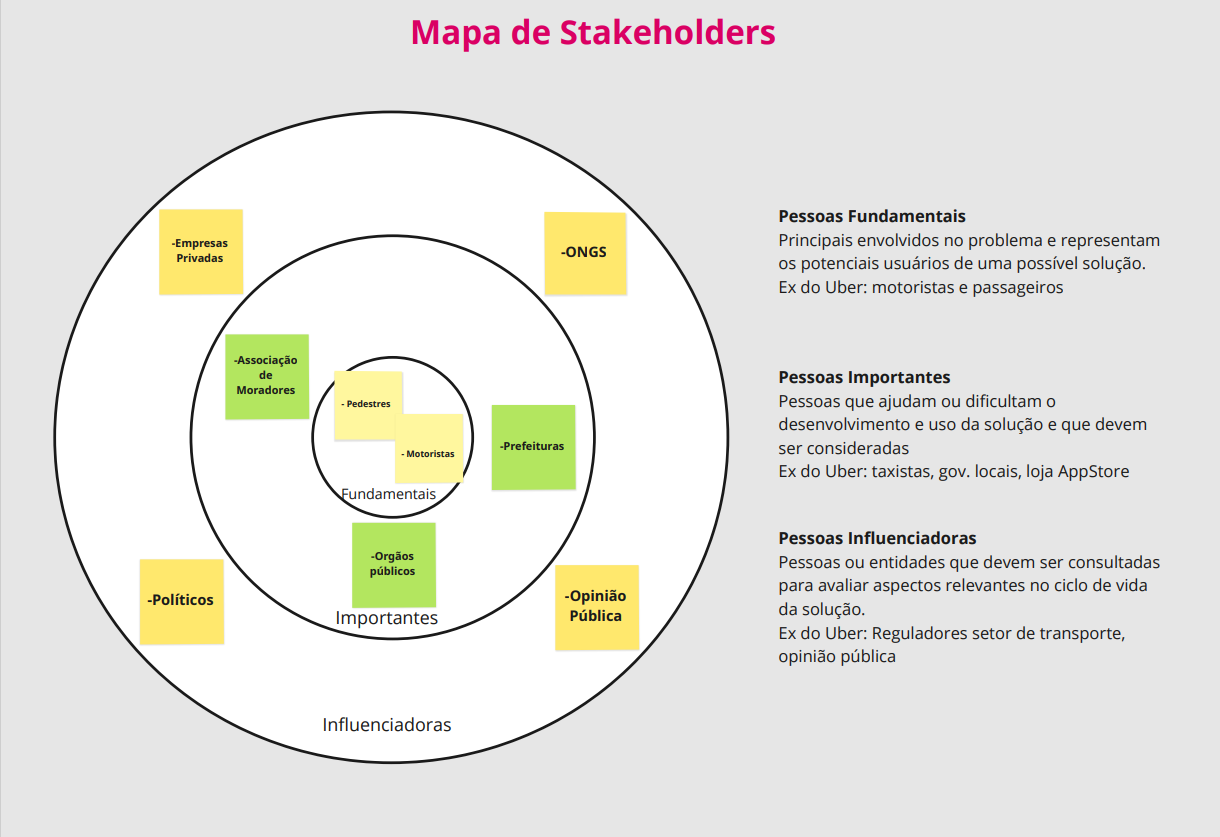 Mapa de Stakeholders
-Empresas
Privadas
-ONGS
-Associação
de
Moradores
- Pedestres
- Motoristas
-Prefeituras
Fundamentais
-Orgãos
públicos
Importantes
-Políticos
-Opinião
Pública
Influenciadoras
Pessoas Fundamentais
Principais envolvidos no problema e representam
os potenciais usuários de uma possível solução.
Ex do Uber: motoristas e passageiros
Pessoas Importantes
Pessoas que ajudam ou dificultam o
desenvolvimento e uso da solução e que devem
ser consideradas
Ex do Uber: taxistas, gov. locais, loja AppStore
Pessoas Influenciadoras
Pessoas ou entidades que devem ser consultadas
para avaliar aspectos relevantes no ciclo de vida
da solução.
Ex do Uber: Reguladores setor de transporte,
opinião pública